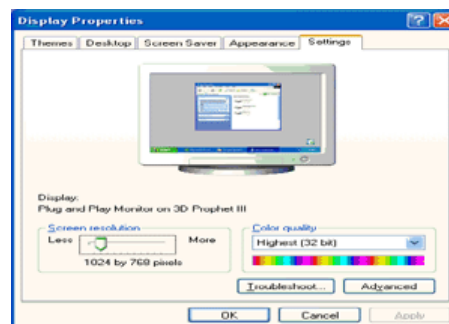 Display Properties
Themes Desktop Screen Saver Appearance Settings
Display:
Plug and Play Monitor on 3D Prophet III
Screen resolution
Less More
1024 by 768 pixels
Color quality
Highest (32 bit)
Troubleshoot... Advanced
OK Cancel Apply